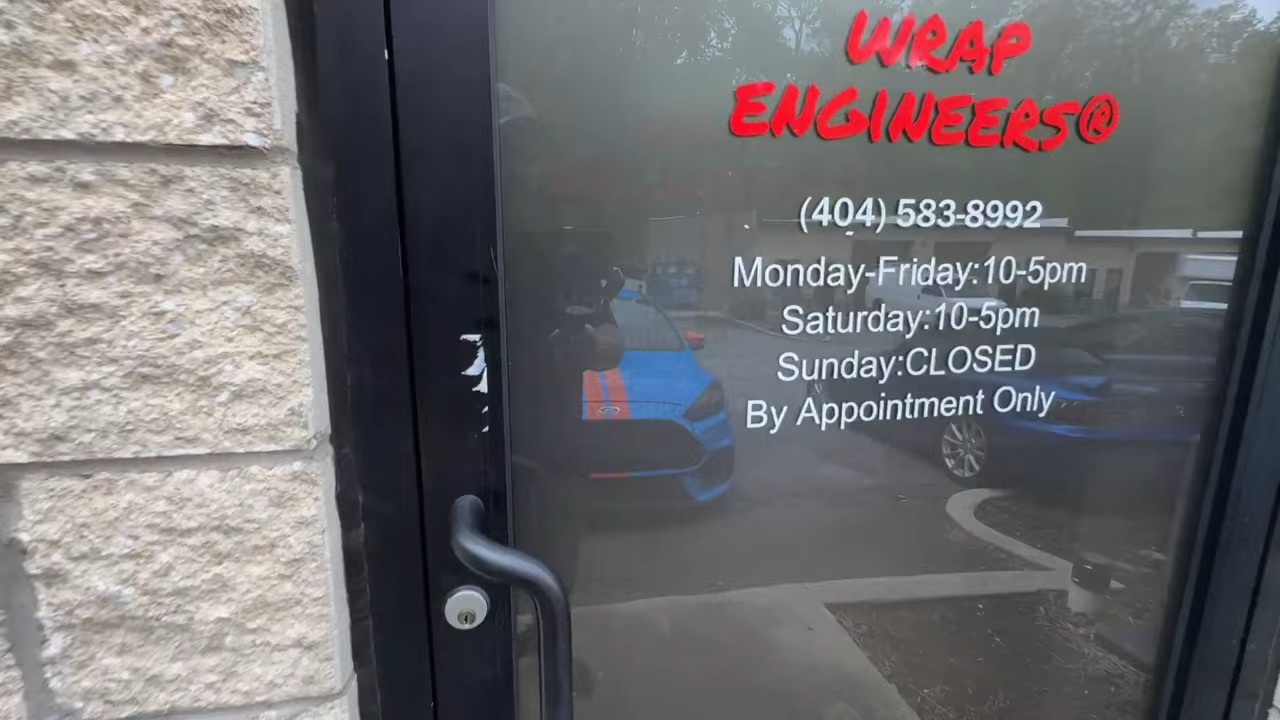 WRAP
ENGINEERS®
(404) 583-8992
Monday-Friday:10-5pm
Saturday:10-5pm
Sunday:CLOSED
By Appointment Only